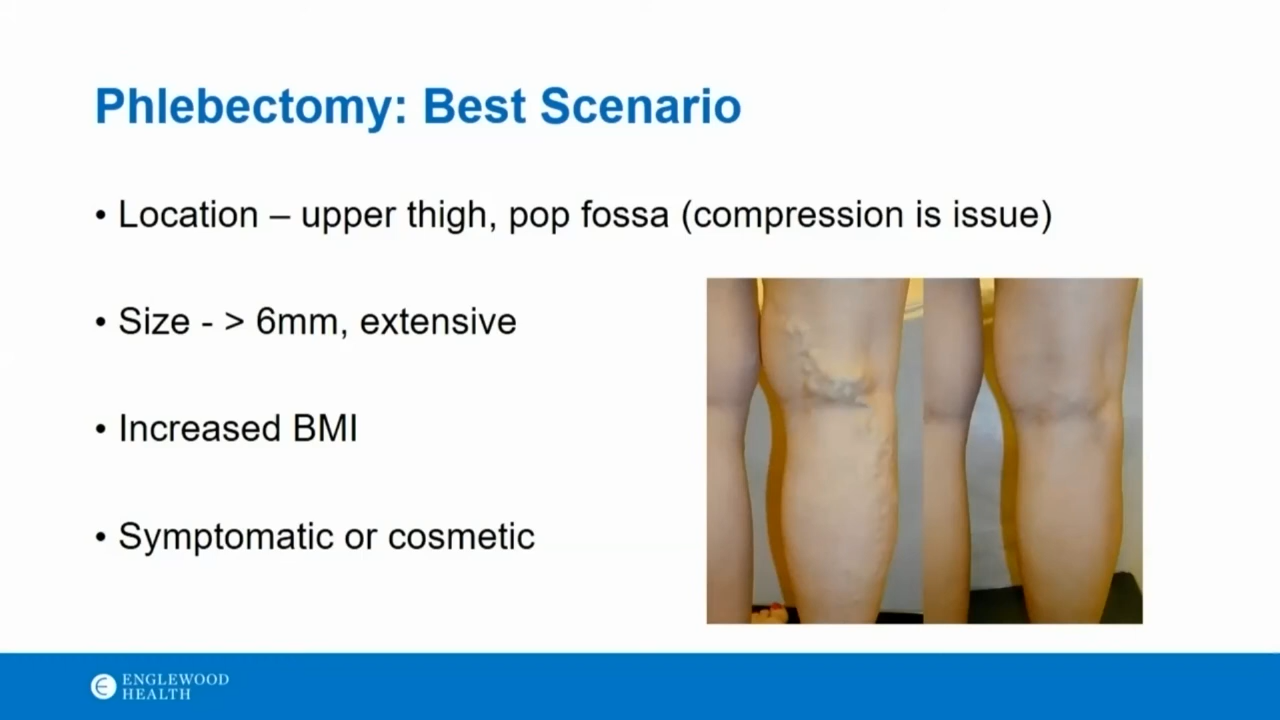 Phlebectomy: Best Scenario
• Location – upper thigh, pop fossa (compression is issue)
• Size - > 6mm, extensive
• Increased BMI
• Symptomatic or cosmetic
ENGLEWOOD
HEALTH